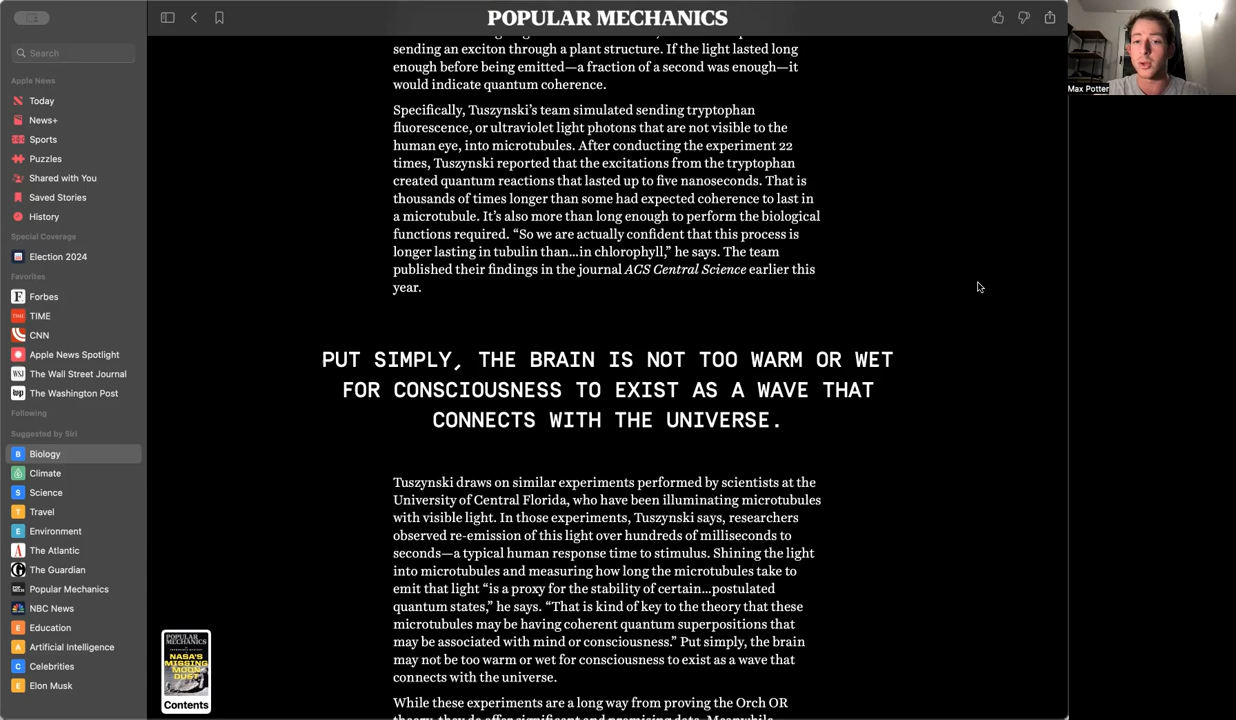 POPULAR MECHANICS
Search
Apple News
Today
News+
Sports
Puzzles
Shared with You
Saved Stories
History
Special Coverage
Election 2024
Favorites
Forbes
TIME
CNN
Apple News Spotlight
The Wall Street Journal
The Washington Post
Following
Suggested by Siri
Biology
Climate
Science
Travel
Environment
The Atlantic
The Guardian
Popular Mechanics
NBC News
Education
Artificial Intelligence
Celebrities
Elon Musk
sending an exciton through a plant structure. If the light lasted long
enough before being emitted—a fraction of a second was enough—it
would indicate quantum coherence.
Specifically, Tuszynski's team simulated sending tryptophan
fluorescence, or ultraviolet light photons that are not visible to the
human eye, into microtubules. After conducting the experiment 22
times, Tuszynski reported that the excitations from the tryptophan
created quantum reactions that lasted up to five nanoseconds. That is
thousands of times longer than some had expected coherence to last in
a microtubule. It's also more than long enough to perform the biological
functions required. “So we are actually confident that this process is
longer lasting in tubulin than…in chlorophyll,” he says. The team
published their findings in the journal ACS Central Science earlier this
year.
PUT SIMPLY, THE BRAIN IS NOT TOO WARM OR WET
FOR CONSCIOUSNESS TO EXIST AS A WAVE THAT
CONNECTS WITH THE UNIVERSE.
Tuszynski draws on similar experiments performed by scientists at the
University of Central Florida, who have been illuminating microtubules
with visible light. In those experiments, Tuszynski says, researchers
observed re-emission of this light over hundreds of milliseconds to
seconds—a typical human response time to stimulus. Shining the light
into microtubules and measuring how long the microtubules take to
emit that light “is a proxy for the stability of certain…postulated
quantum states,” he says. “That is kind of key to the theory that these
microtubules may be having coherent quantum superpositions that
may be associated with mind or consciousness.” Put simply, the brain
may not be too warm or wet for consciousness to exist as a wave that
connects with the universe.
While these experiments are a long way from proving the Orch OR
theory, they do offer significant and promising data. Meanwhile,
POPULAR MECHANICS
NASA'S
MISSING
MOON
DUST
Contents
Max Potter